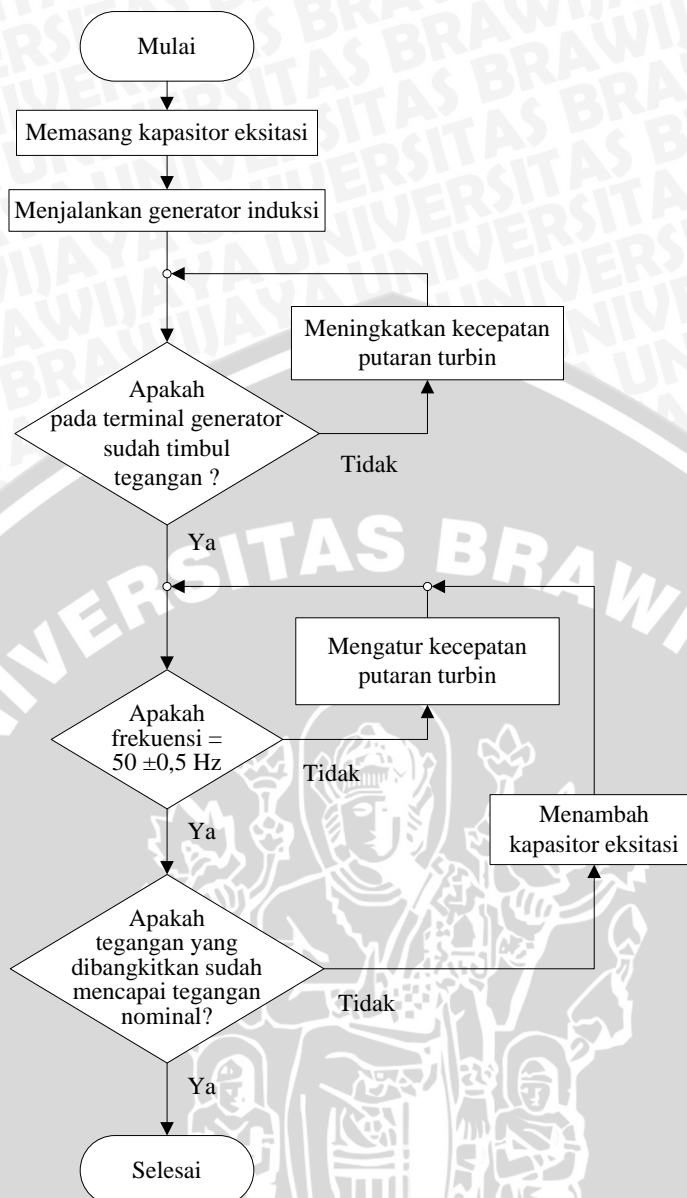 Mulai
Memasang kapasitor eksitasi
Menjalankan generator induksi
Meningkatkan kecepatan
putaran turbin
Apakah
pada terminal generator
sudah timbul
tegangan ?
Tidak
Ya
Mengatur kecepatan
putaran turbin
Apakah
frekuensi =
50 ±0,5 Hz
Tidak
Ya
Menambah
kapasitor eksitasi
Apakah
tegangan yang
dibangkitkan sudah
mencapai tegangan
nominal?
Tidak
Ya
Selesai
UNIVERSITAS BRAWI